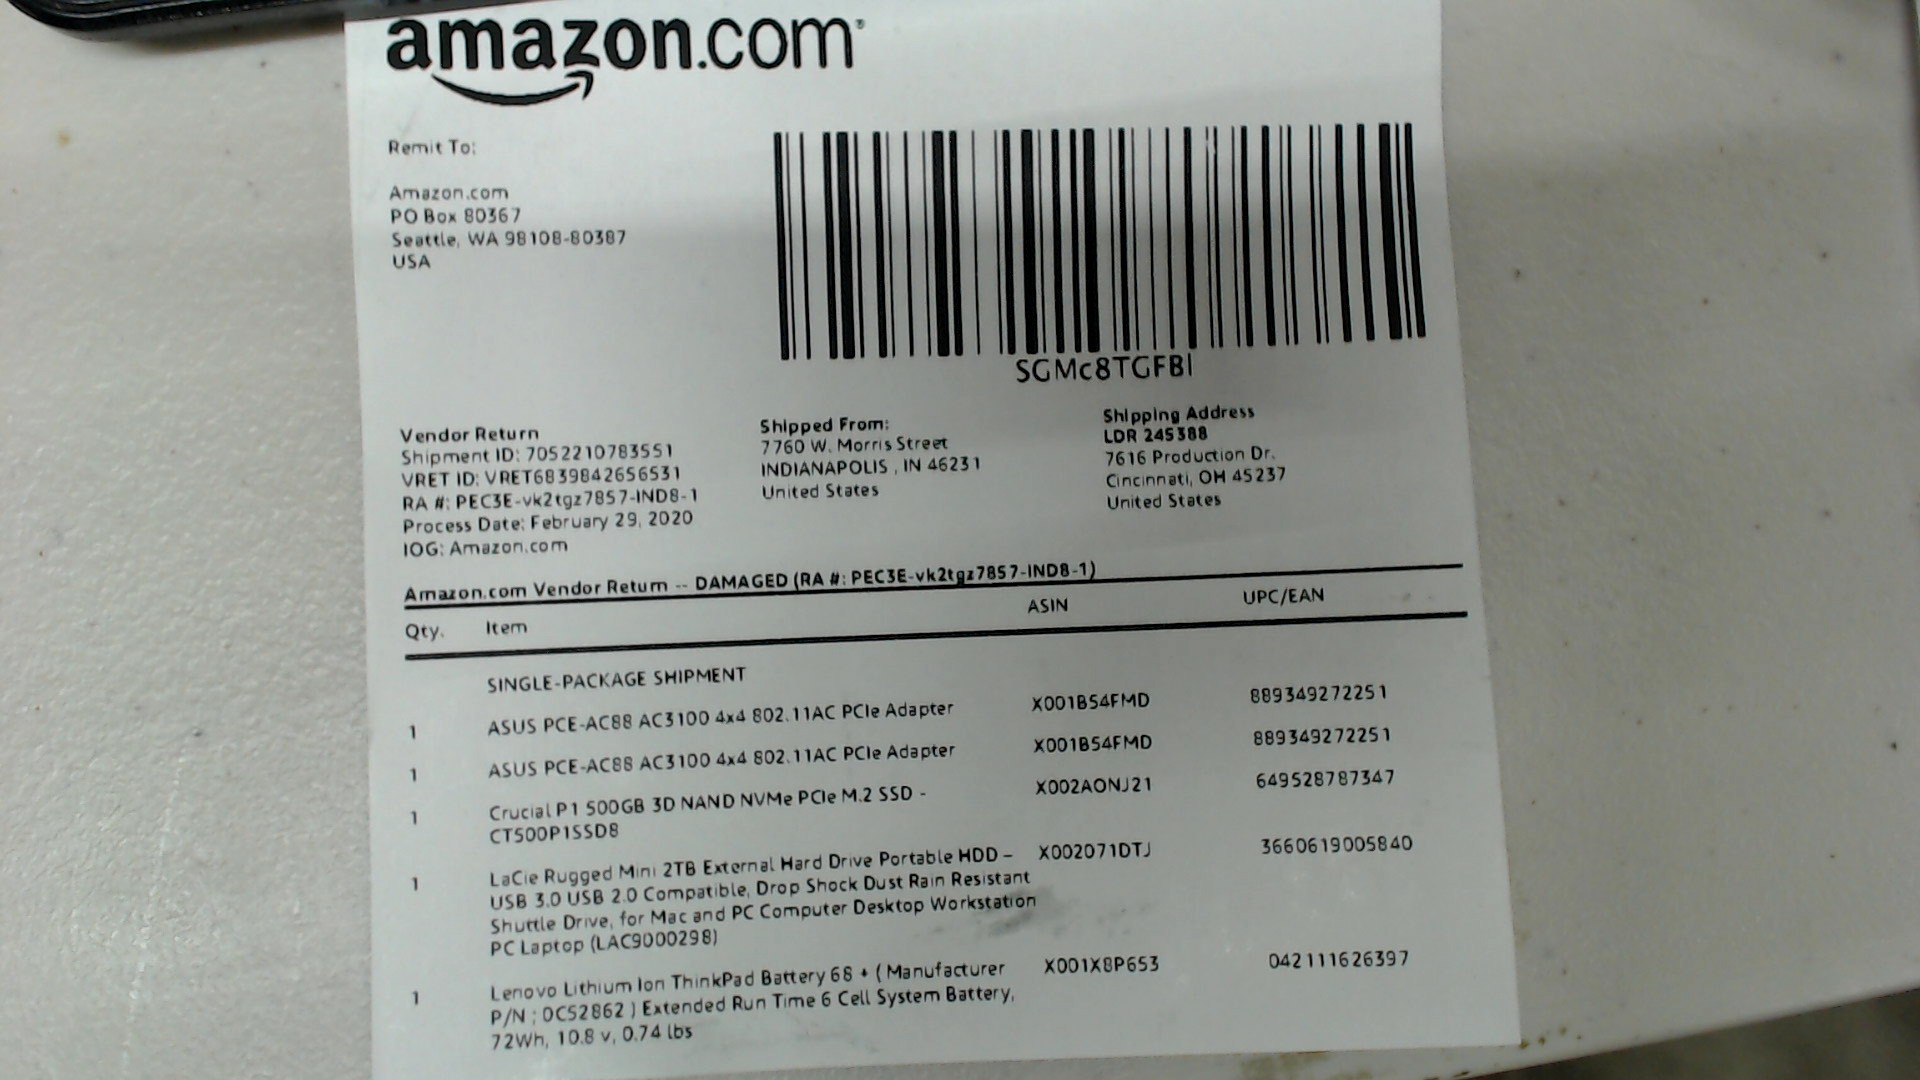 amazon.com
Remit To:
Amazon.com
PO Box 80367
Seattle, WA 98108-80387
USA
SGMc8TGFBl
Vendor Return
Shipment ID: 7052210783551
VRET ID: VRET6839842656531
RA #: PEC3E-vk2tgz7857-IND8-1
Process Date: February 29, 2020
IOG: Amazon.com
Shipped From:
7760 W. Morris Street
INDIANAPOLIS , IN 46231
United States
Shipping Address
LDR 245388
7616 Production Dr.
Cincinnati, OH 45237
United States
Amazon.com Vendor Return -- DAMAGED (RA #: PEC3E-vk2tgz7857-IND8-1)
Qty. Item ASIN UPC/EAN
SINGLE-PACKAGE SHIPMENT
1 ASUS PCE-AC88 AC3100 4x4 802.11AC PCIe Adapter X001B54FMD 889349272251
1 ASUS PCE-AC88 AC3100 4x4 802.11AC PCIe Adapter X001B54FMD 889349272251
1 Crucial P1 500GB 3D NAND NVMe PCIe M.2 SSD - X002AONJ21 649528787347
CT500P1SSD8
1 LaCie Rugged Mini 2TB External Hard Drive Portable HDD – X002071DTJ 3660619005840
USB 3.0 USB 2.0 Compatible, Drop Shock Dust Rain Resistant
Shuttle Drive, for Mac and PC Computer Desktop Workstation
PC Laptop (LAC9000298)
1 Lenovo Lithium Ion ThinkPad Battery 68 + ( Manufacturer X001X8P653 042111626397
P/N ; 0C52862 ) Extended Run Time 6 Cell System Battery,
72Wh, 10.8 v, 0.74 lbs